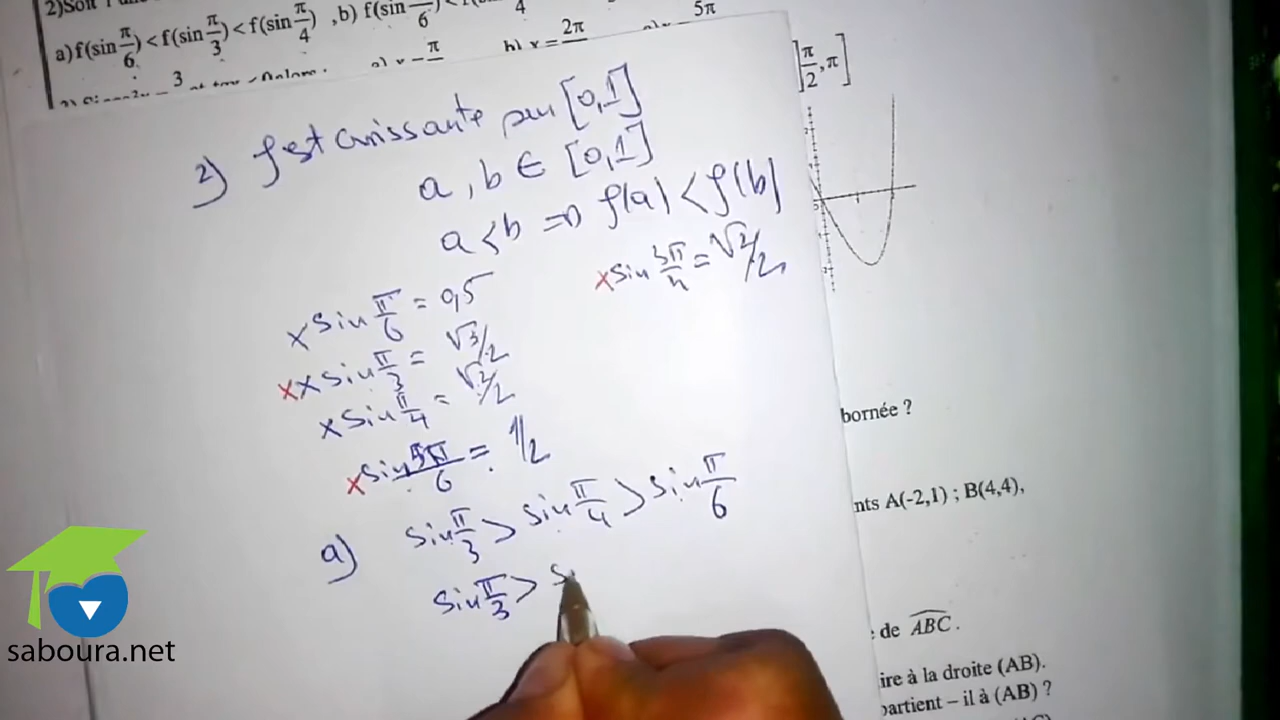 a) f(sin π/6) < f(sin π/3) < f(sin π/4) , b) f(sin
5π
a) x = π
b) x = 2π
] π/2 , π ]
2) f est croissante sur [0,1]
a , b ∈ [0,1]
a < b => f(a) < f(b)
x sin 3π/4 = √2/2
x sin π/6 = 0,5
x x sin π/3 = √3/2
x sin π/4 = √2/2
x sin 5π/6 = 1/2
a) sin π/3 > sin π/4 > sin π/6
sin π/3 > s
bornée ?
nts A(-2,1) ; B(4,4),
: de ABC .
ire à la droite (AB).
partient – il à (AB) ?
saboura.net